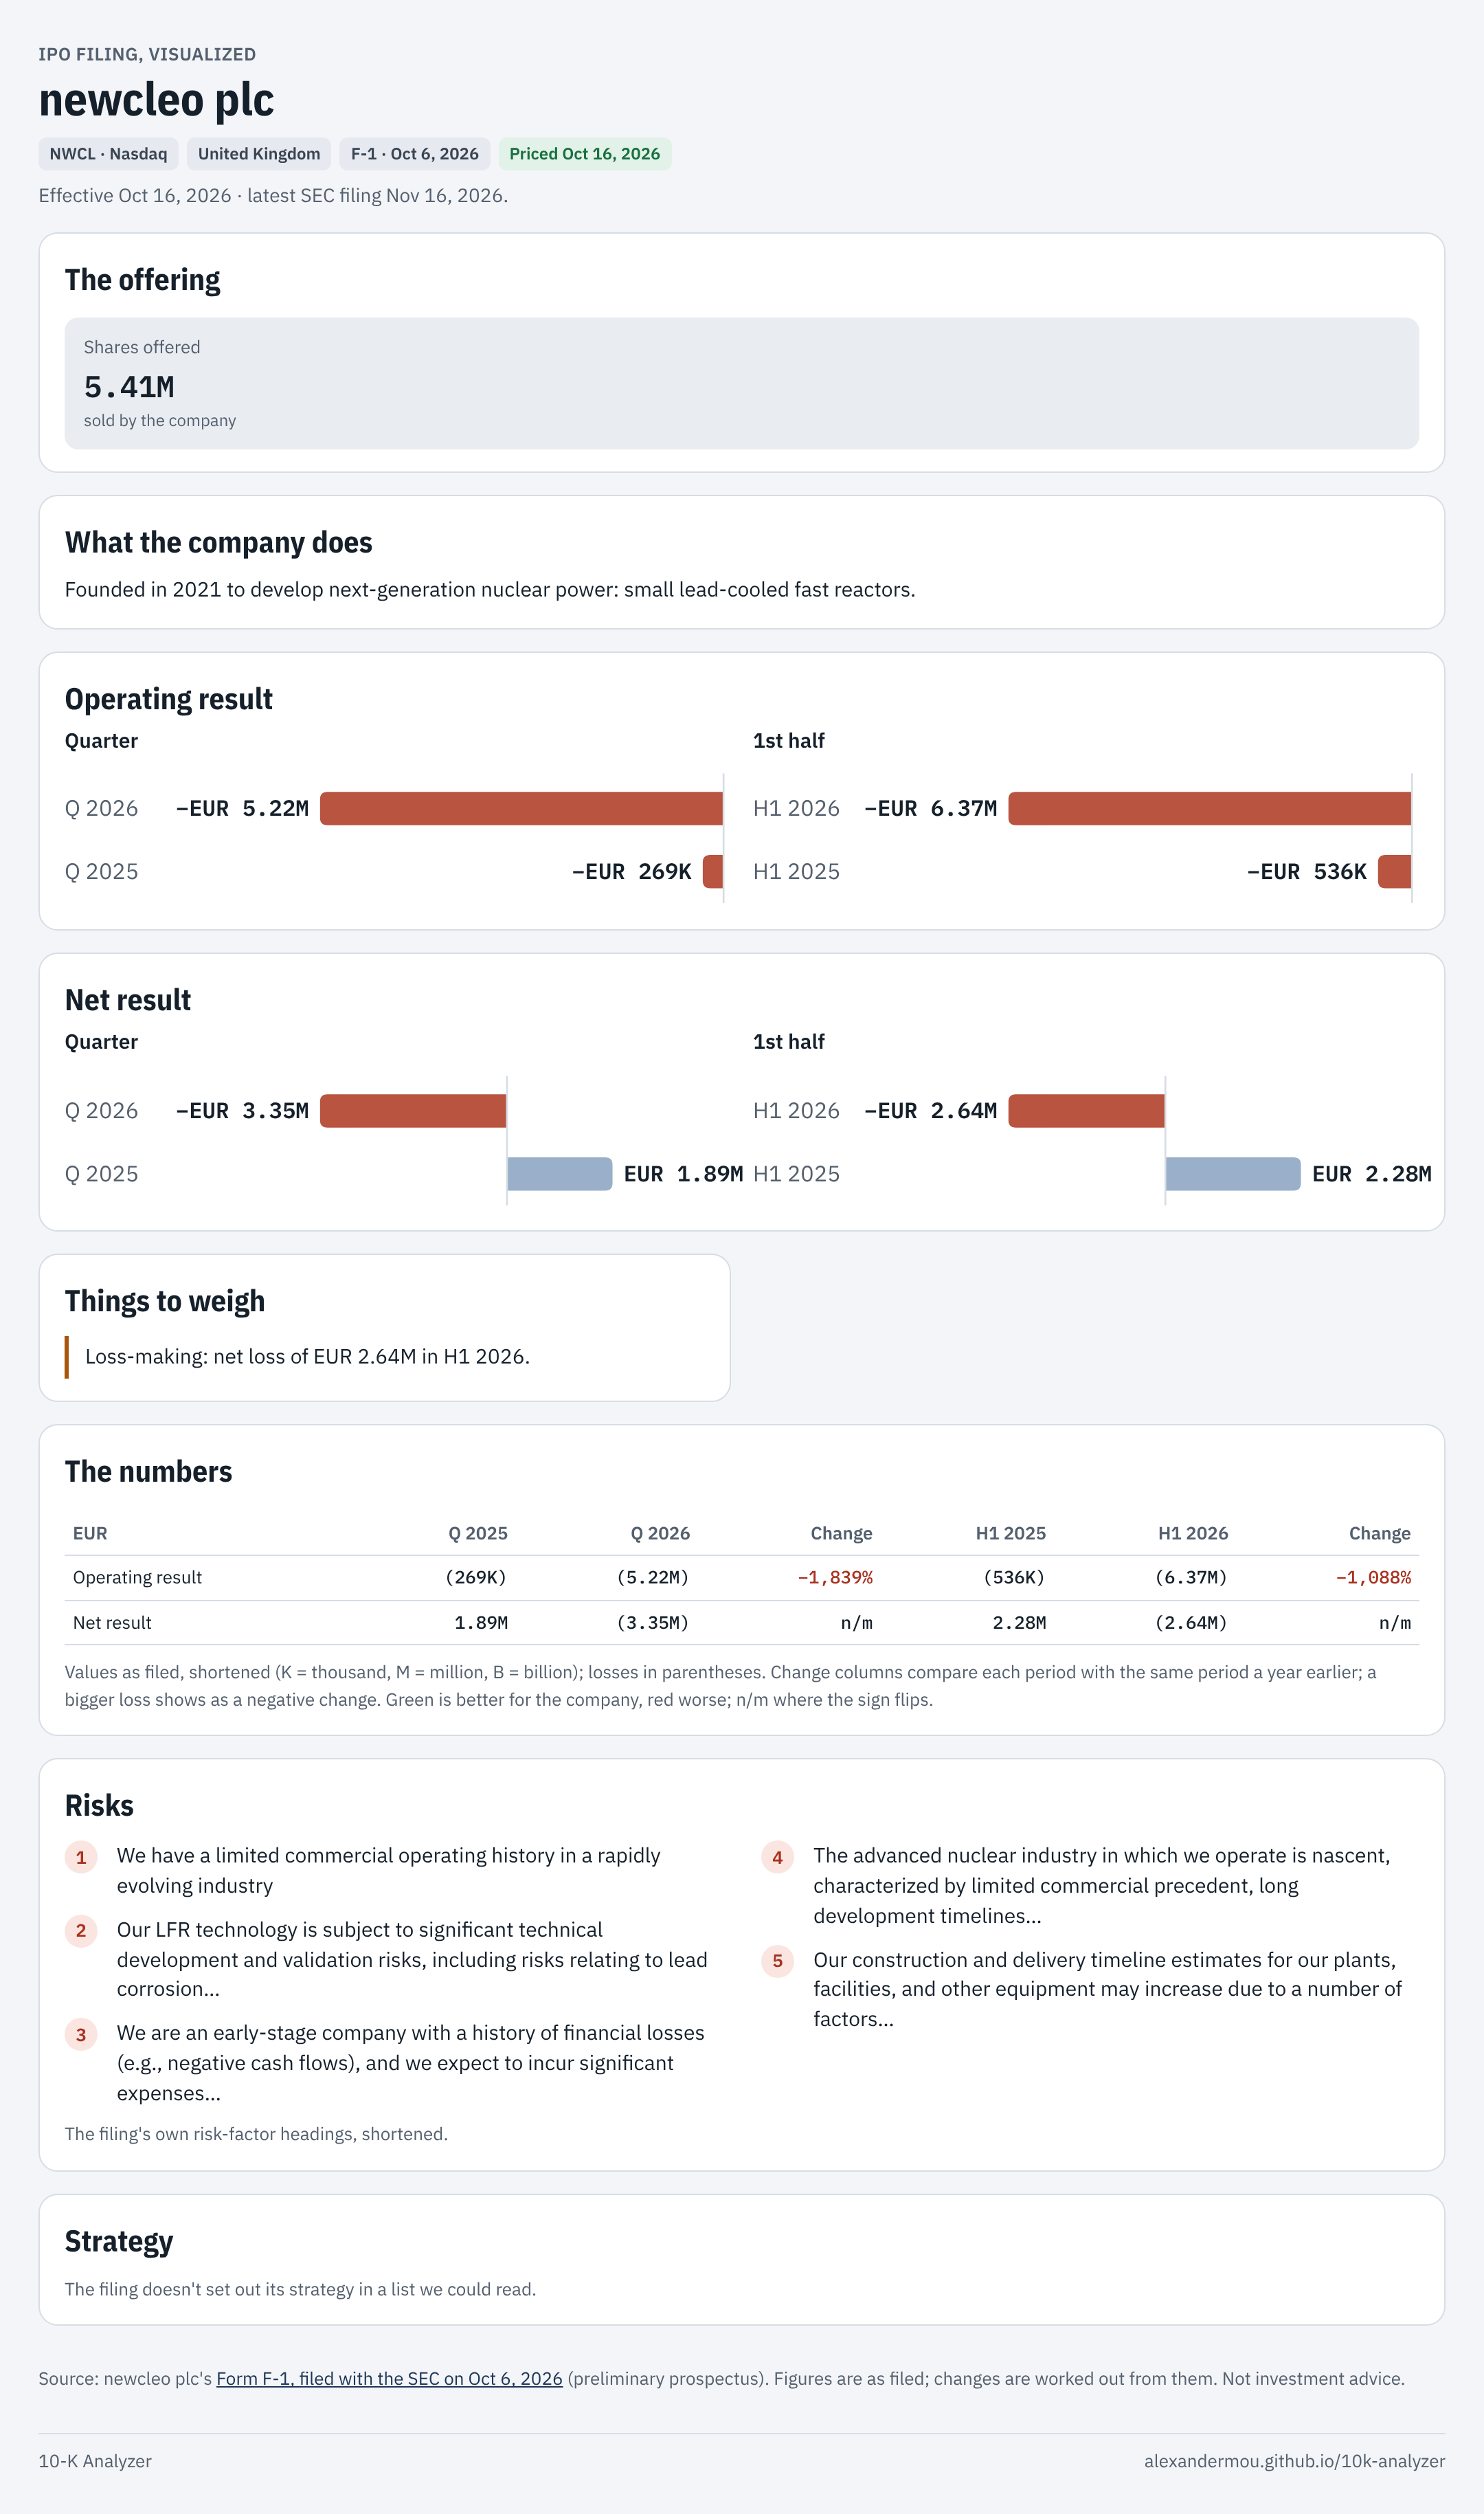 IPO FILING, VISUALIZED
newcleo plc
NWCL · Nasdaq
United Kingdom
F-1 · Oct 6, 2026
Priced Oct 16, 2026
Effective Oct 16, 2026 · latest SEC filing Nov 16, 2026.
The offering
Shares offered
5.41M
sold by the company
What the company does
Founded in 2021 to develop next-generation nuclear power: small lead-cooled fast reactors.
Operating result
Quarter
Q 2026 −EUR 5.22M
Q 2025 −EUR 269K
1st half
H1 2026 −EUR 6.37M
H1 2025 −EUR 536K
Net result
Quarter
Q 2026 −EUR 3.35M
Q 2025 EUR 1.89M
1st half
H1 2026 −EUR 2.64M
H1 2025 EUR 2.28M
Things to weigh
Loss-making: net loss of EUR 2.64M in H1 2026.
The numbers
EUR Q 2025 Q 2026 Change H1 2025 H1 2026 Change
Operating result (269K) (5.22M) −1,839% (536K) (6.37M) −1,088%
Net result 1.89M (3.35M) n/m 2.28M (2.64M) n/m
Values as filed, shortened (K = thousand, M = million, B = billion); losses in parentheses. Change columns compare each period with the same period a year earlier; a
bigger loss shows as a negative change. Green is better for the company, red worse; n/m where the sign flips.
Risks
1 We have a limited commercial operating history in a rapidly
evolving industry
2 Our LFR technology is subject to significant technical
development and validation risks, including risks relating to lead
corrosion…
3 We are an early-stage company with a history of financial losses
(e.g., negative cash flows), and we expect to incur significant
expenses…
4 The advanced nuclear industry in which we operate is nascent,
characterized by limited commercial precedent, long
development timelines…
5 Our construction and delivery timeline estimates for our plants,
facilities, and other equipment may increase due to a number of
factors…
The filing's own risk-factor headings, shortened.
Strategy
The filing doesn't set out its strategy in a list we could read.
Source: newcleo plc's Form F-1, filed with the SEC on Oct 6, 2026 (preliminary prospectus). Figures are as filed; changes are worked out from them. Not investment advice.
10-K Analyzer
alexandermou.github.io/10k-analyzer